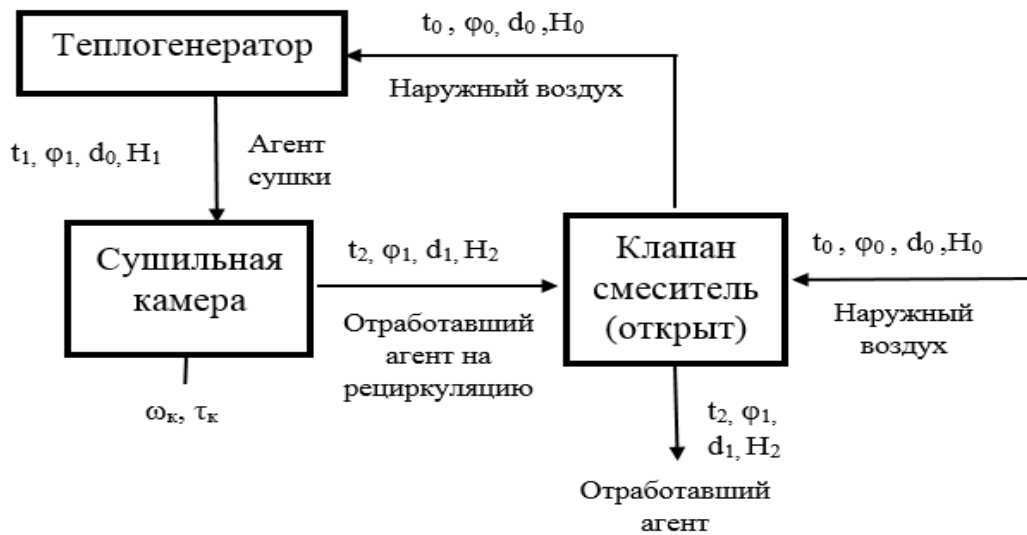 t₀ , φ₀, d₀ ,H₀
Теплогенератор
Наружный воздух
t₁, φ₁, d₀, H₁
Агент
сушки
Сушильная
камера
t₂, φ₁, d₁, H₂
Отработавший
агент на
рециркуляцию
Клапан
смеситель
(открыт)
t₀ , φ₀ , d₀ ,H₀
Наружный
воздух
ωк, τк
t₂, φ₁,
d₁, H₂
Отработавший
агент